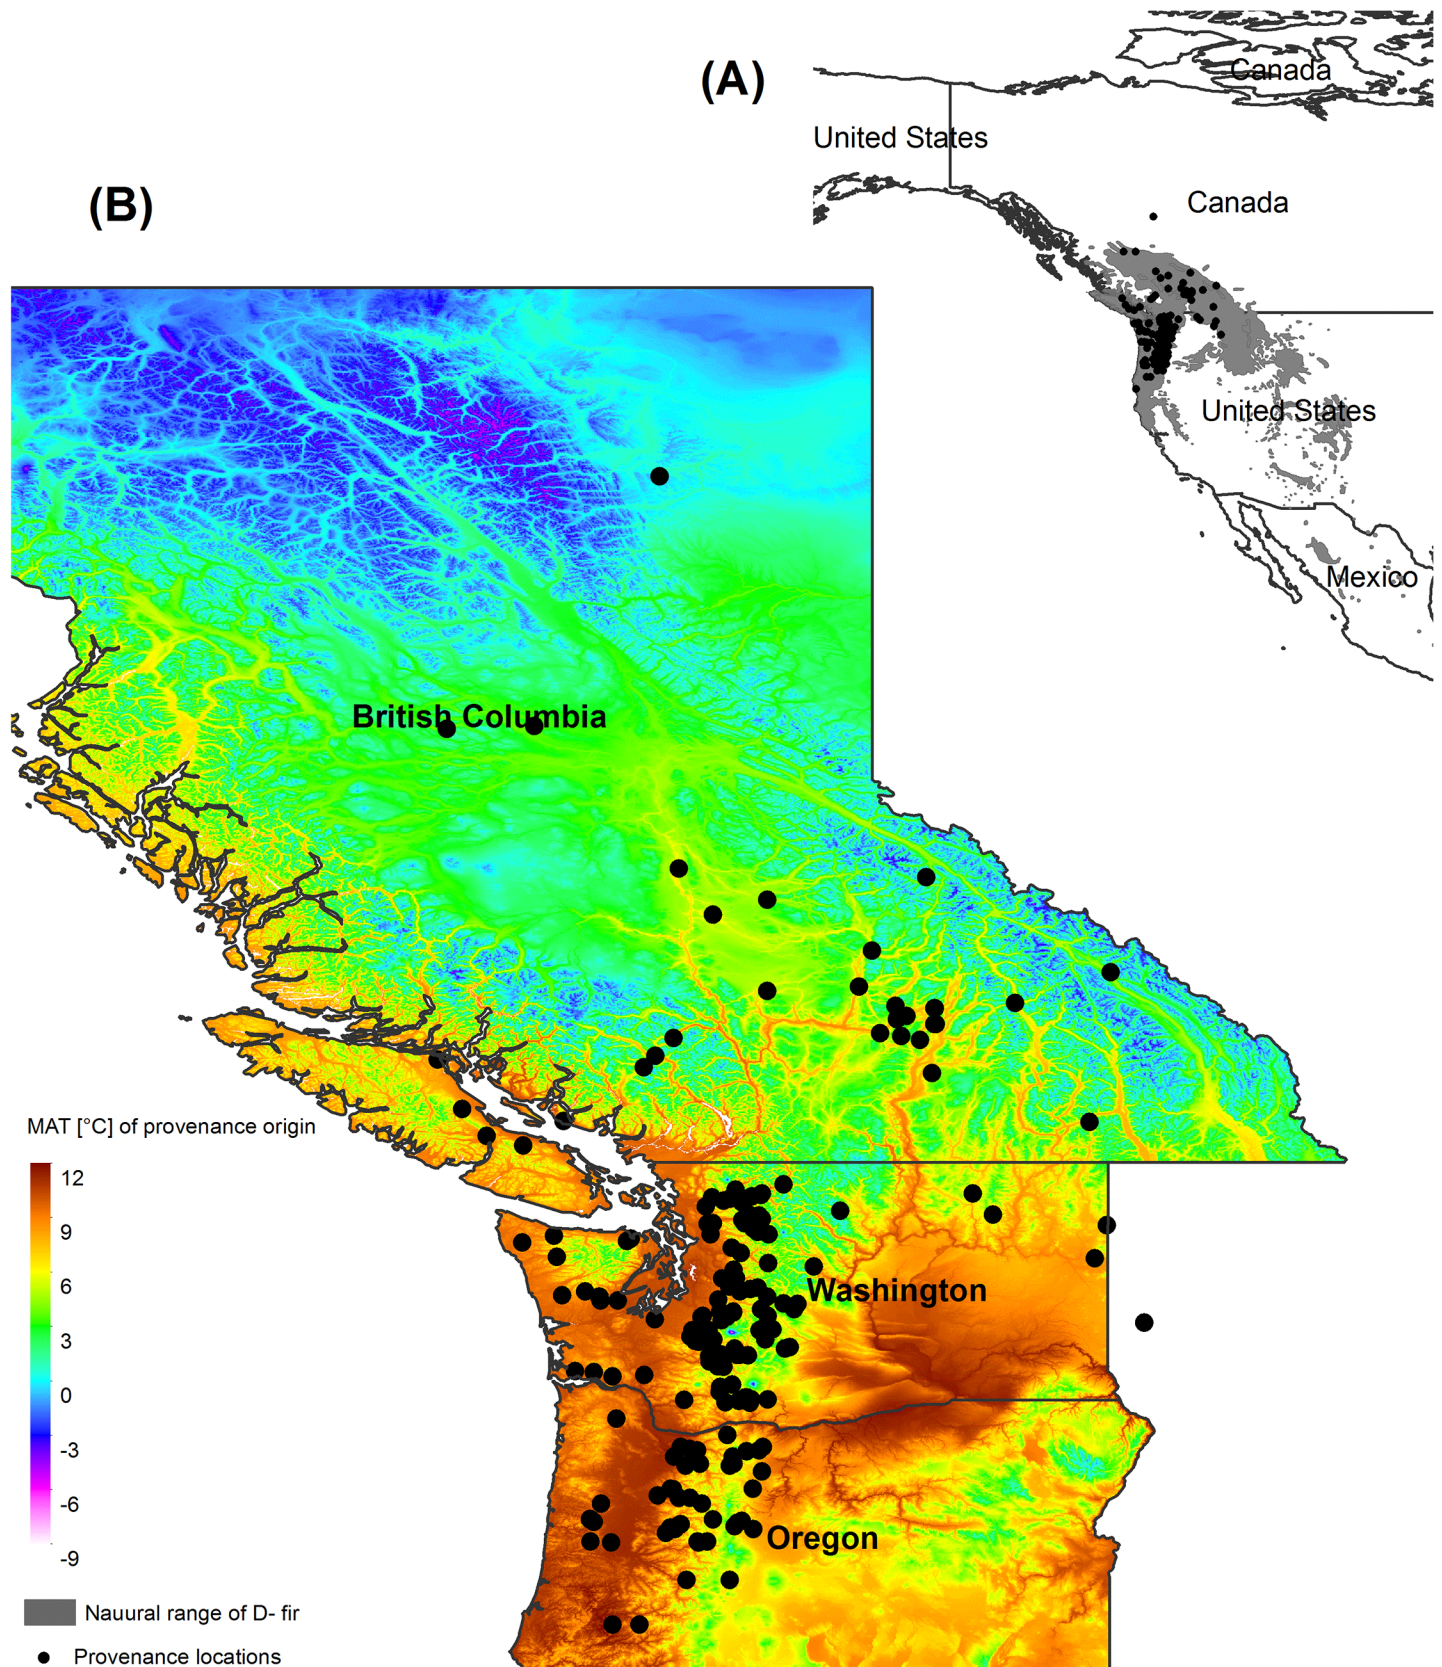 (A)
Canada
United States
Canada
United States
Mexico
(B)
British Columbia
Washington
Oregon
MAT [°C] of provenance origin
12
9
6
3
0
-3
-6
-9
Nauural range of D- fir
Provenance locations